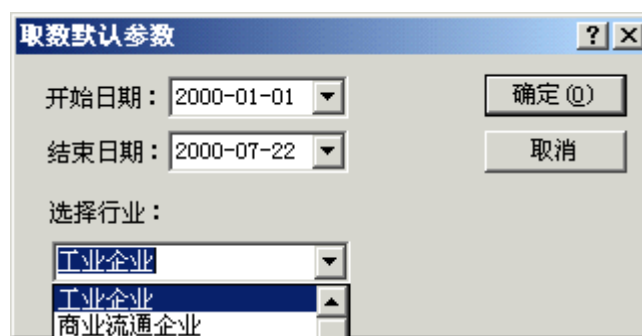 取数默认参数
开始日期：2000-01-01
确定(O)
结束日期：2000-07-22
取消
选择行业：
工业企业
工业企业
商业流通企业